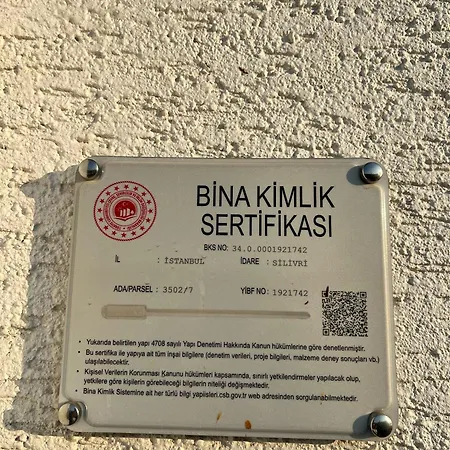 BİNA KİMLİK
SERTİFİKASI
BKS NO: 34.0.0001921742
İL : İSTANBUL İDARE : SİLİVRİ
ADA/PARSEL : 3502/7 YİBF NO : 1921742
• Yukarıda belirtilen yapı 4708 sayılı Yapı Denetimi Hakkında Kanun hükümlerine göre denetlenmiştir.
• Bu sertifika ile yapıya ait tüm inşai bilgilere (denetim verileri, proje bilgileri, malzeme deney sonuçları vb.)
ulaşılabilecektir.
• Kişisel Verilerin Korunması Kanunu hükümleri kapsamında, sınırlı yetkilendirmeler yapılacak olup,
yetkilere göre kişilerin görebileceği bilgilerin niteliği değişmektedir.
• Bina Kimlik Sistemine ait her türlü bilgi yapiisleri.csb.gov.tr web adresinden sorgulanabilmektedir.